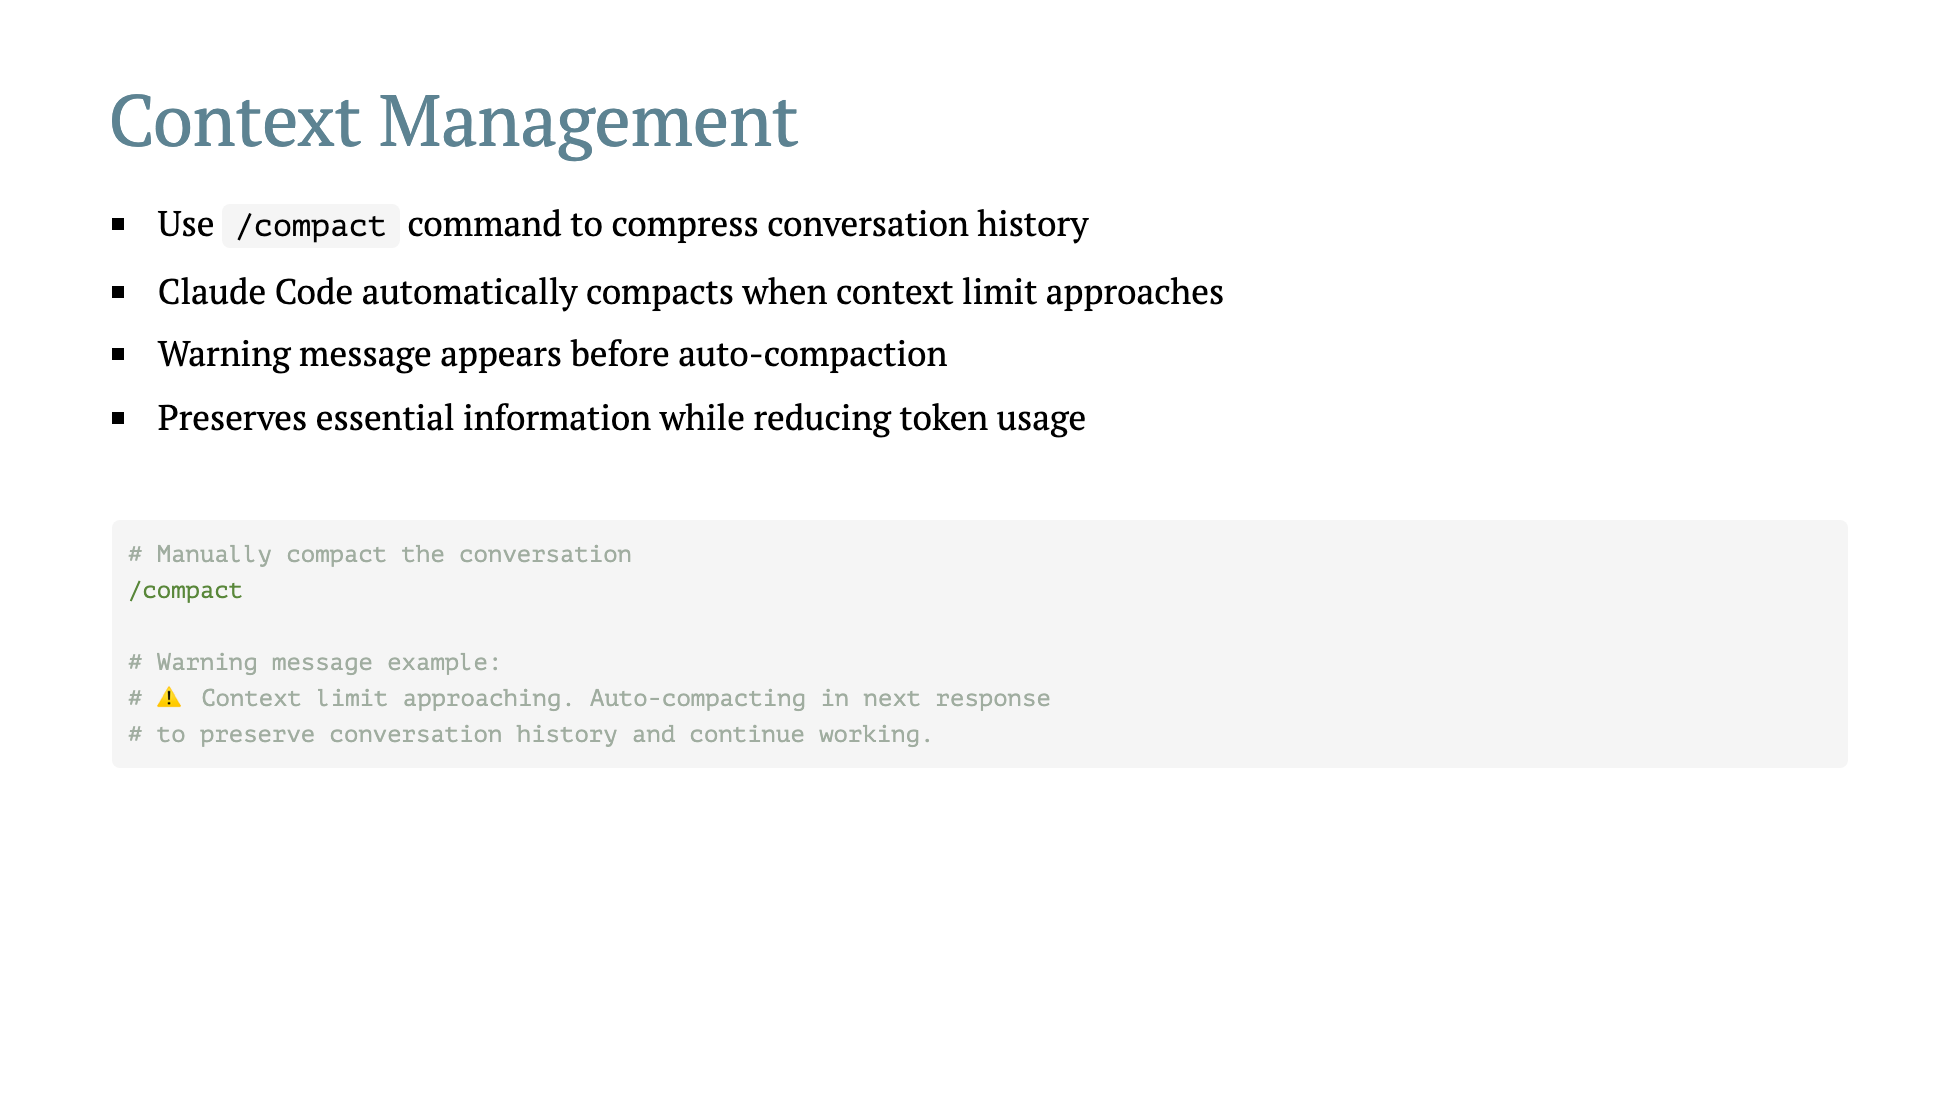 Context Management
▪ Use /compact command to compress conversation history
▪ Claude Code automatically compacts when context limit approaches
▪ Warning message appears before auto-compaction
▪ Preserves essential information while reducing token usage
# Manually compact the conversation
/compact
# Warning message example:
# ⚠️ Context limit approaching. Auto-compacting in next response
# to preserve conversation history and continue working.